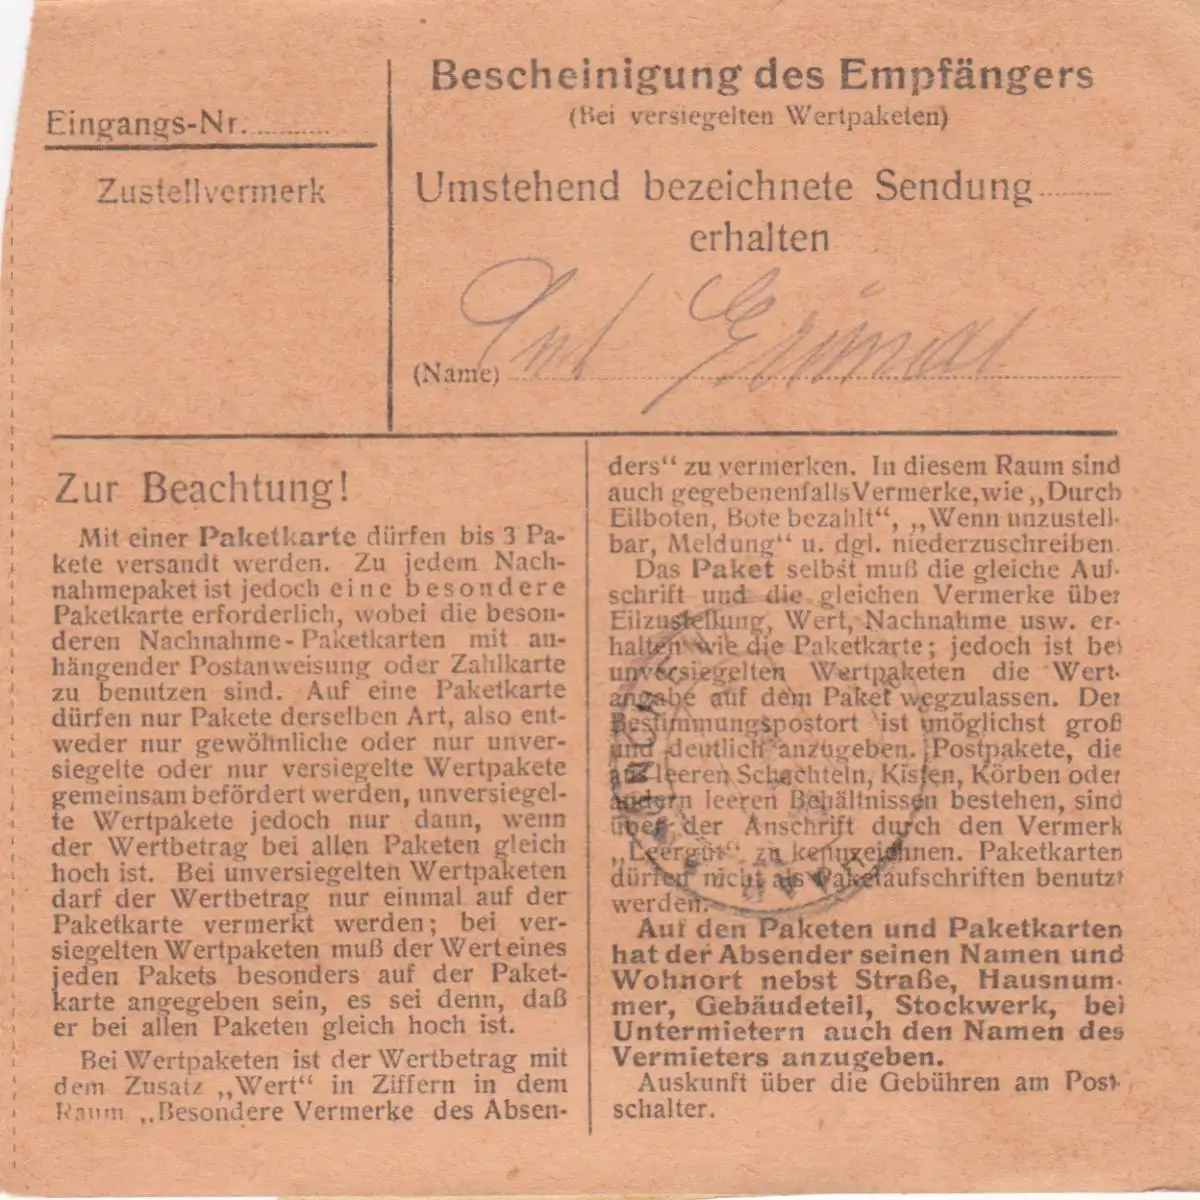 Eingangs-Nr.
Zustellvermerk
Bescheinigung des Empfängers
(Bei versiegelten Wertpaketen)
Umstehend bezeichnete Sendung
erhalten
(Name)
Zur Beachtung!
Mit einer Paketkarte dürfen bis 3 Pa-
kete versandt werden. Zu jedem Nach-
nahmepaket ist jedoch eine besondere
Paketkarte erforderlich, wobei die beson-
deren Nachnahme-Paketkarten mit an-
hängender Postanweisung oder Zahlkarte
zu benutzen sind. Auf eine Paketkarte
dürfen nur Pakete derselben Art, also ent-
weder nur gewöhnliche oder nur unver-
siegelte oder nur versiegelte Wertpakete
gemeinsam befördert werden, unversiegel-
te Wertpakete jedoch nur dann, wenn
der Wertbetrag bei allen Paketen gleich
hoch ist. Bei unversiegelten Wertpaketen
darf der Wertbetrag nur einmal auf der
Paketkarte vermerkt werden; bei ver-
siegelten Wertpaketen muß der Wert eines
jeden Pakets besonders auf der Paket-
karte angegeben sein, es sei denn, daß
er bei allen Paketen gleich hoch ist.
Bei Wertpaketen ist der Wertbetrag mit
dem Zusatz „Wert“ in Ziffern in dem
Raum „Besondere Vermerke des Absen-
ders“ zu vermerken. In diesem Raum sind
auch gegebenenfalls Vermerke, wie „Durch
Eilboten, Bote bezahlt“, „Wenn unzustell-
bar, Meldung“ u. dgl. niederzuschreiben.
Das Paket selbst muß die gleiche Auf-
schrift und die gleichen Vermerke über
Eilzustellung, Wert, Nachnahme usw. er-
halten wie die Paketkarte; jedoch ist bei
unversiegelten Wertpaketen die Wert-
angabe auf dem Paket wegzulassen. Der
Bestimmungspostort ist möglichst groß
und deutlich anzugeben. Postpakete, die
aus leeren Schachteln, Kisten, Körben oder
andern leeren Behältnissen bestehen, sind
über der Anschrift durch den Vermerk
„Leergut“ zu kennzeichnen. Paketkarten
dürfen nicht als Paketaufschriften benutzt
werden.
Auf den Paketen und Paketkarten
hat der Absender seinen Namen und
Wohnort nebst Straße, Hausnum-
mer, Gebäudeteil, Stockwerk, bei
Untermietern auch den Namen des
Vermieters anzugeben.
Auskunft über die Gebühren am Post-
schalter.